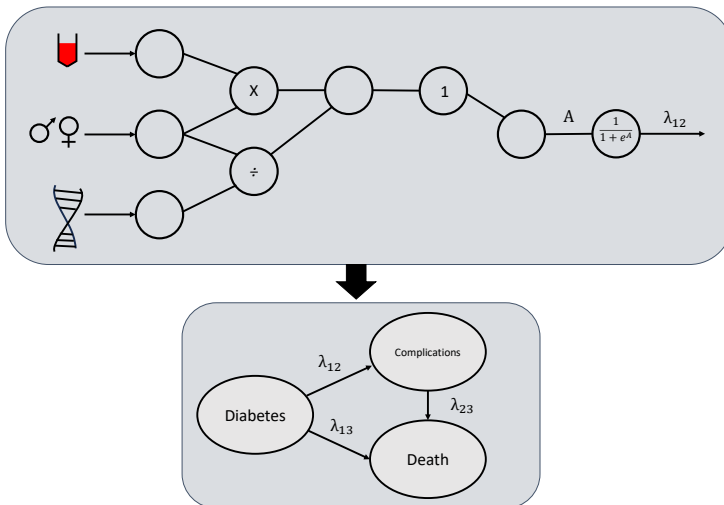 X
1
÷
A
1
1 + e^A
λ12
λ12
Complications
Diabetes
λ23
λ13
Death